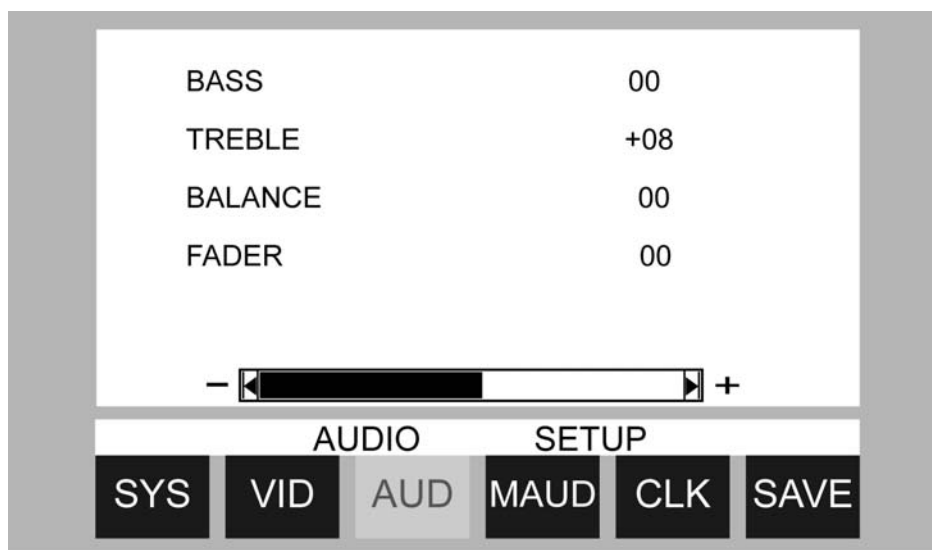 BASS 00
TREBLE +08
BALANCE 00
FADER 00
− +
AUDIO SETUP
SYS VID AUD MAUD CLK SAVE